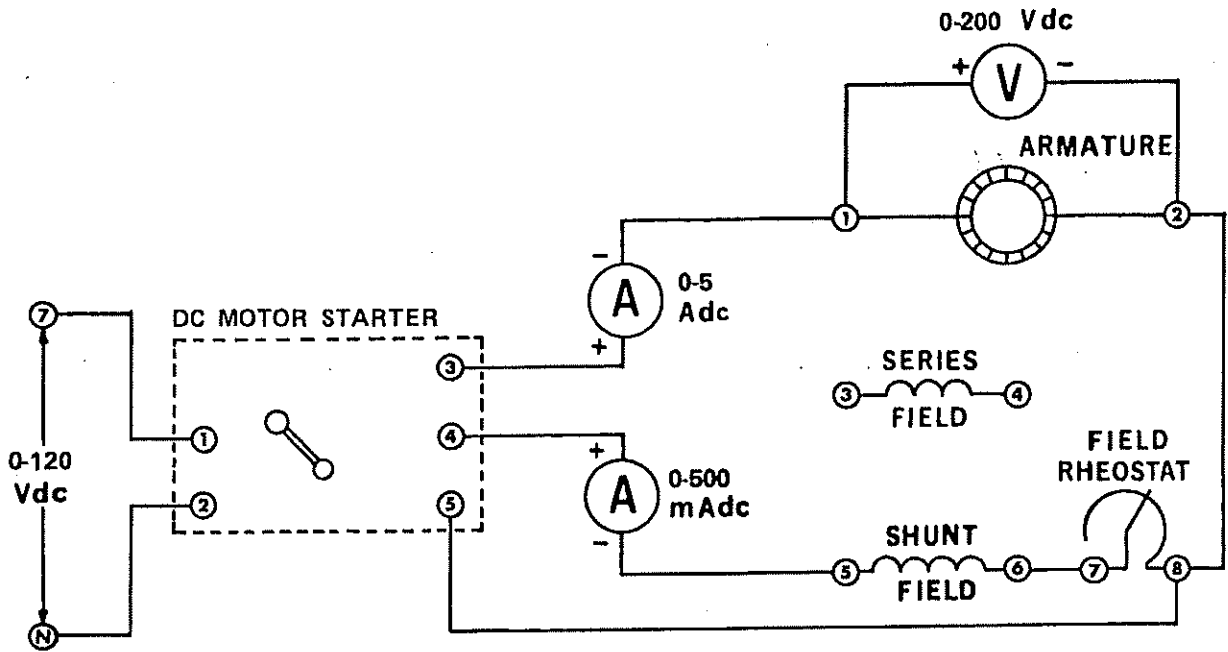 0-200 Vdc
+
V
-
ARMATURE
1
2
-
A
0-5
Adc
+
7
DC MOTOR STARTER
3
SERIES
3
4
FIELD
1
4
+
0-120
Vdc
A
0-500
mAdc
-
FIELD
RHEOSTAT
2
5
SHUNT
5
6
7
8
FIELD
N